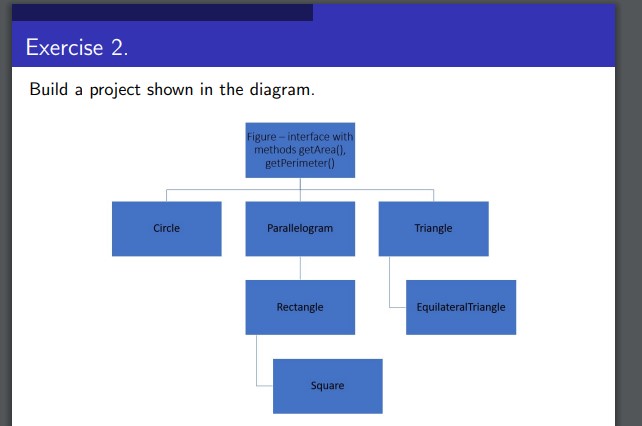 Exercise 2.
Build a project shown in the diagram.
Figure – interface with
methods getArea(),
getPerimeter()
Circle
Parallelogram
Triangle
Rectangle
EquilateralTriangle
Square